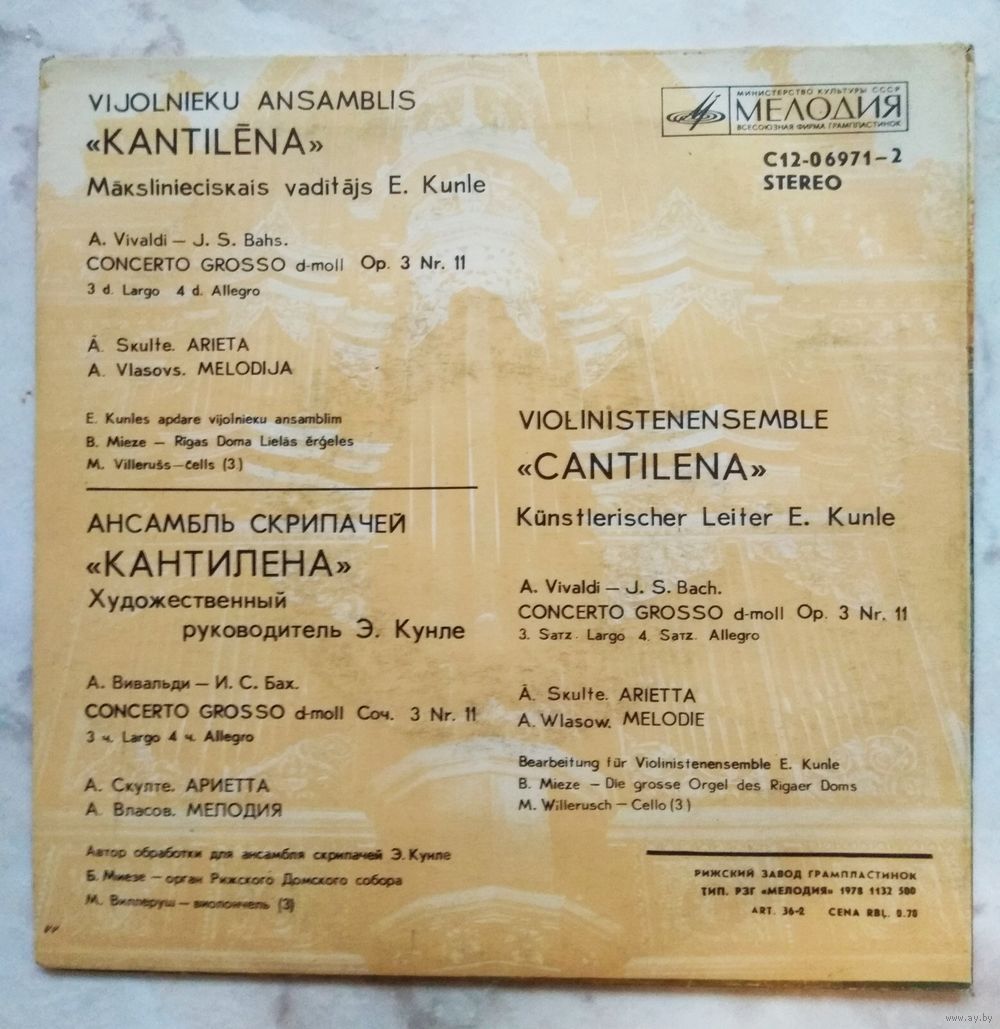 VIJOLNIEKU ANSAMBLIS
«KANTILĒNA»
Mākslinieciskais vadītājs E. Kunle
A. Vivaldi — J. S. Bahs.
CONCERTO GROSSO d-moll Op. 3 Nr. 11
3 d. Largo 4 d. Allegro
Ā. Skulte. ARIETA
A. Vlasovs. MELODIJA
E. Kunles apdare vijolnieku ansamblim
B. Mieze — Rīgas Doma Lielās ērģeles
M. Villerušs — čells (3)
АНСАМБЛЬ СКРИПАЧЕЙ
«КАНТИЛЕНА»
Художественный
руководитель Э. Кунле
А. Вивальди — И. С. Бах.
CONCERTO GROSSO d-moll Соч. 3 Nr. 11
3 ч. Largo 4 ч. Allegro
А. Скулте. АРИЕТТА
А. Власов. МЕЛОДИЯ
Автор обработки для ансамбля скрипачей Э. Кунле
Б. Миезе — орган Рижского Домского собора
М. Виллеруш — виолончель (3)
МИНИСТЕРСТВО КУЛЬТУРЫ СССР
МЕЛОДИЯ
ВСЕСОЮЗНАЯ ФИРМА ГРАМПЛАСТИНОК
C12-06971-2
STEREO
VIOLINISTENENSEMBLE
«CANTILENA»
Künstlerischer Leiter E. Kunle
A. Vivaldi — J. S. Bach.
CONCERTO GROSSO d-moll Op. 3 Nr. 11
3. Satz. Largo 4. Satz. Allegro
Ā. Skulte. ARIETTA
A. Wlasow. MELODIE
Bearbeitung für Violinistenensemble E. Kunle
B. Mieze — Die grosse Orgel des Rigaer Doms
M. Willerusch — Cello (3)
РИЖСКИЙ ЗАВОД ГРАМПЛАСТИНОК
ТИП. РЗГ «МЕЛОДИЯ» 1978 1132 500
ART. 36-2 CENA RBĻ. 0.70
www.ay.by